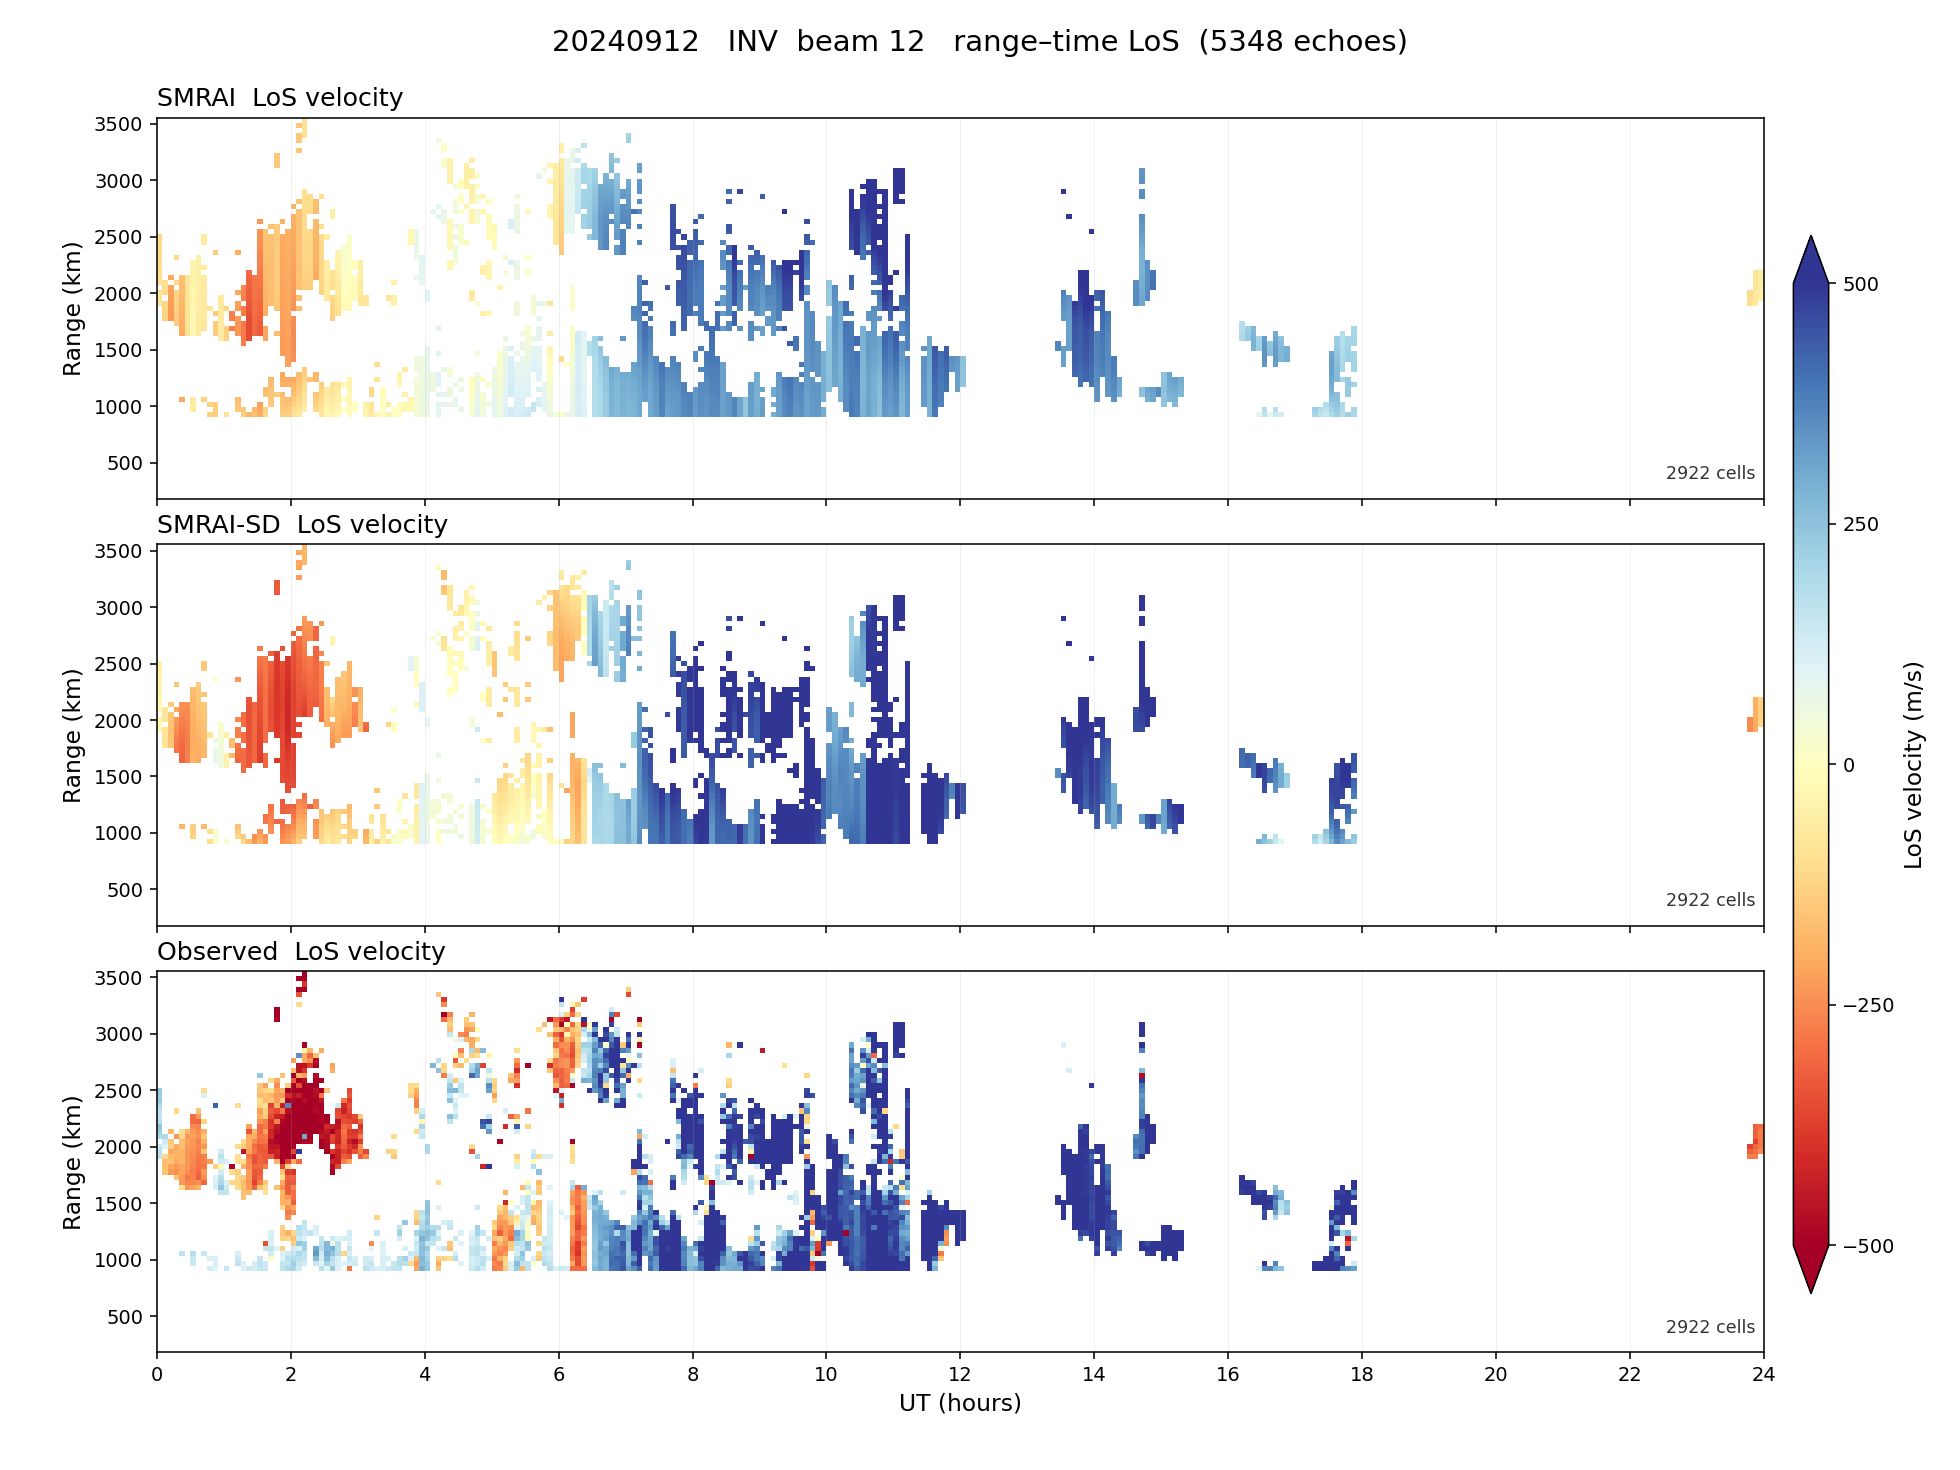 20240912   INV  beam 12   range–time LoS  (5348 echoes)
SMRAI  LoS velocity
3500
3000
2500
2000
1500
1000
500
Range (km)
2922 cells
SMRAI-SD  LoS velocity
3500
3000
2500
2000
1500
1000
500
Range (km)
2922 cells
Observed  LoS velocity
3500
3000
2500
2000
1500
1000
500
Range (km)
2922 cells
0 2 4 6 8 10 12 14 16 18 20 22 24
UT (hours)
500
250
0
−250
−500
LoS velocity (m/s)